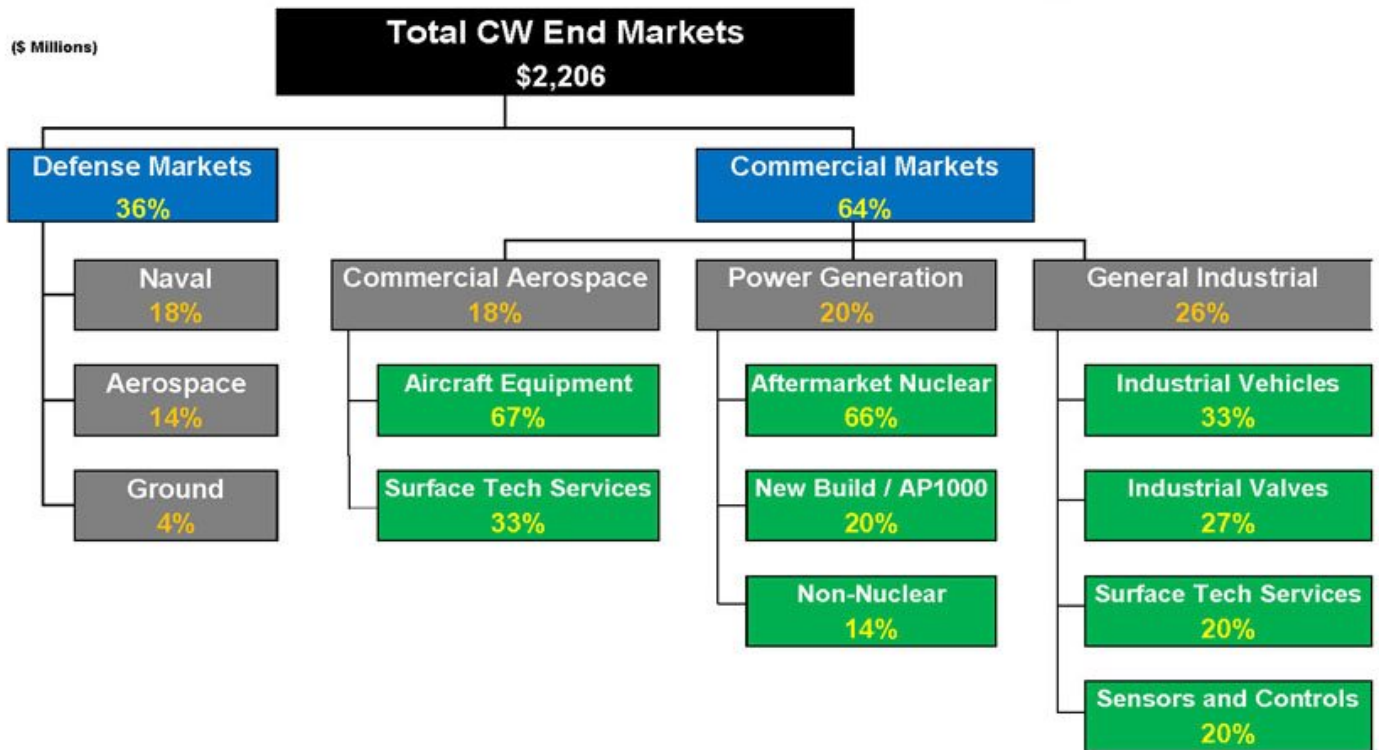 ($ Millions)
Total CW End Markets
$2,206
Defense Markets
36%
Naval
18%
Aerospace
14%
Ground
4%
Commercial Markets
64%
Commercial Aerospace
18%
Aircraft Equipment
67%
Surface Tech Services
33%
Power Generation
20%
Aftermarket Nuclear
66%
New Build / AP1000
20%
Non-Nuclear
14%
General Industrial
26%
Industrial Vehicles
33%
Industrial Valves
27%
Surface Tech Services
20%
Sensors and Controls
20%